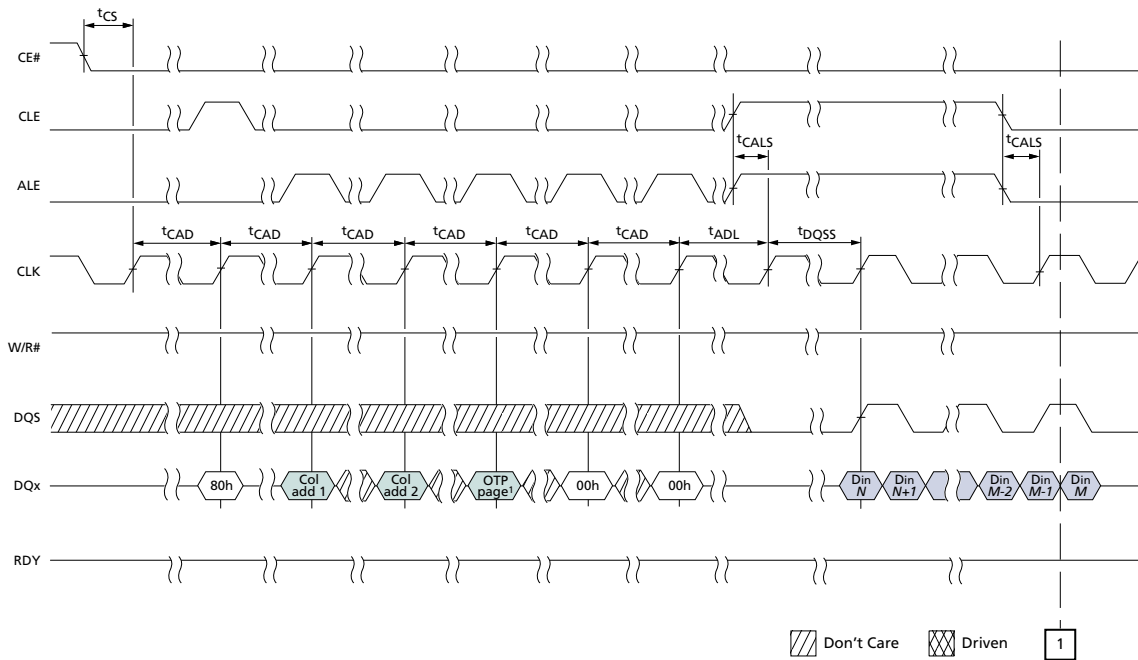 tCS
CE#
CLE
tCALS tCALS
ALE
tCAD tCAD tCAD tCAD tCAD tCAD tADL tDQSS
CLK
W/R#
DQS
DQx 80h Col add 1 Col add 2 OTP page1 00h 00h Din N Din N+1 Din M-2 Din M-1 Din M
RDY
Don't Care Driven 1